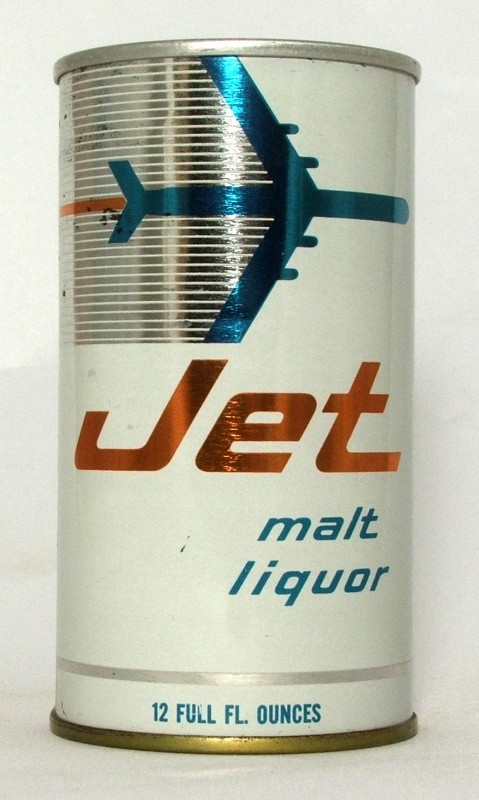 Jet
malt
liquor
12 FULL FL. OUNCES